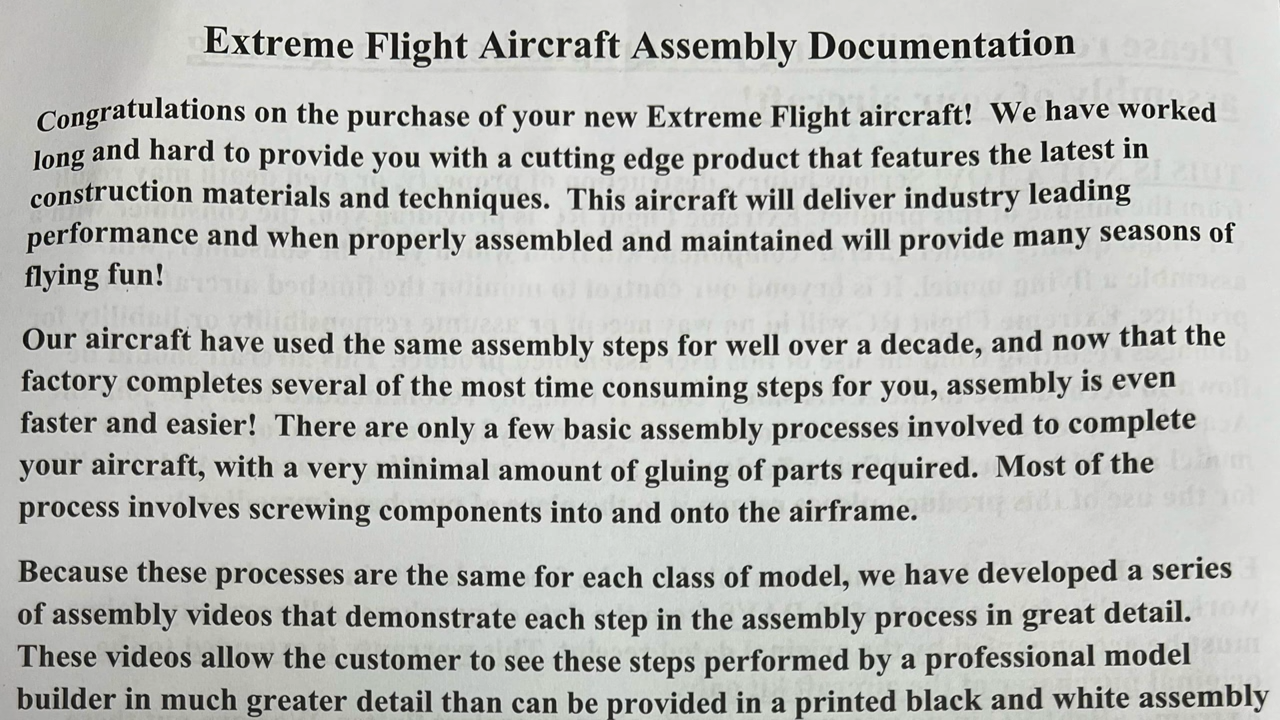 Extreme Flight Aircraft Assembly Documentation
Congratulations on the purchase of your new Extreme Flight aircraft! We have worked
long and hard to provide you with a cutting edge product that features the latest in
construction materials and techniques. This aircraft will deliver industry leading
performance and when properly assembled and maintained will provide many seasons of
flying fun!
Our aircraft have used the same assembly steps for well over a decade, and now that the
factory completes several of the most time consuming steps for you, assembly is even
faster and easier! There are only a few basic assembly processes involved to complete
your aircraft, with a very minimal amount of gluing of parts required. Most of the
process involves screwing components into and onto the airframe.
Because these processes are the same for each class of model, we have developed a series
of assembly videos that demonstrate each step in the assembly process in great detail.
These videos allow the customer to see these steps performed by a professional model
builder in much greater detail than can be provided in a printed black and white assembly